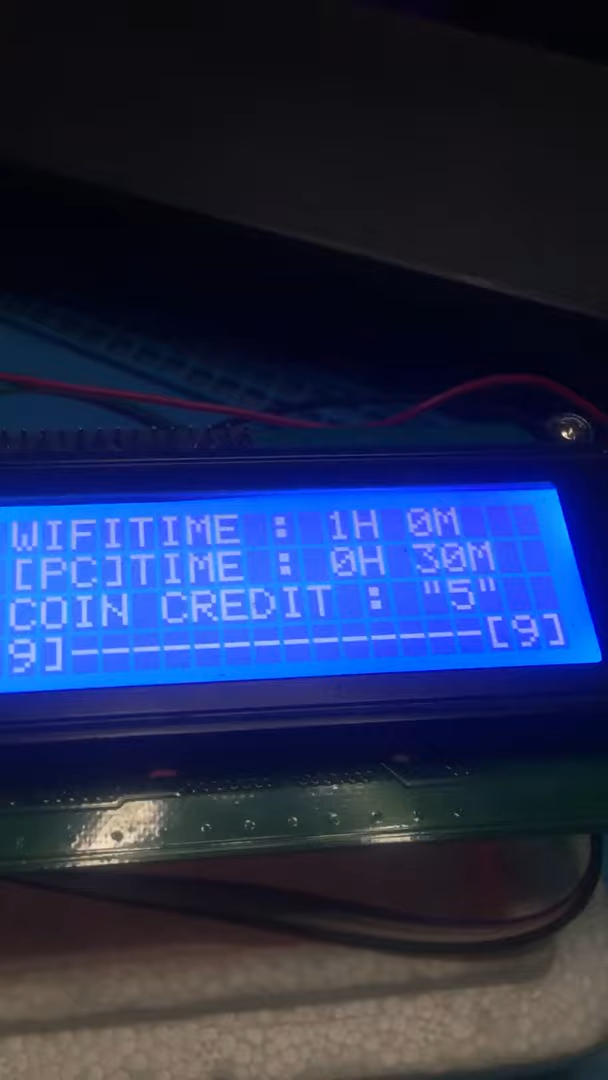 WIFITIME : 1H 0M
[PC]TIME : 0H 30M
COIN CREDIT : "5"
9]--------------[9]